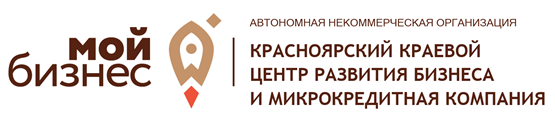 мой
бизнес
АВТОНОМНАЯ НЕКОММЕРЧЕСКАЯ ОРГАНИЗАЦИЯ
КРАСНОЯРСКИЙ КРАЕВОЙ
ЦЕНТР РАЗВИТИЯ БИЗНЕСА
И МИКРОКРЕДИТНАЯ КОМПАНИЯ